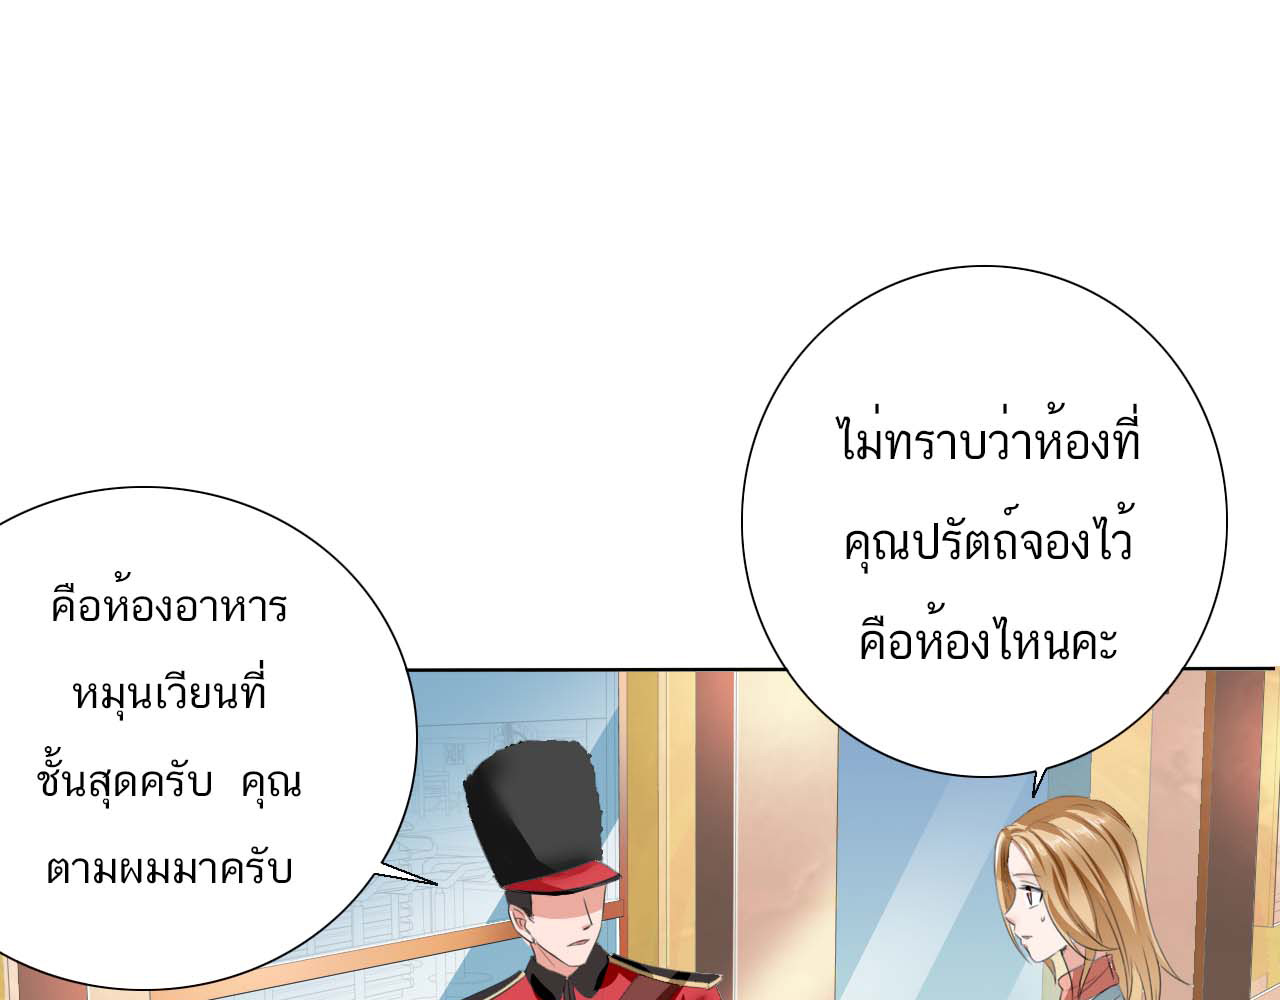 ไม่ทราบว่าห้องที่
คุณปรัตถ์จองไว้
คือห้องไหนคะ
คือห้องอาหาร
หมุนเวียนที่
ชั้นสุดครับ คุณ
ตามผมมาครับ